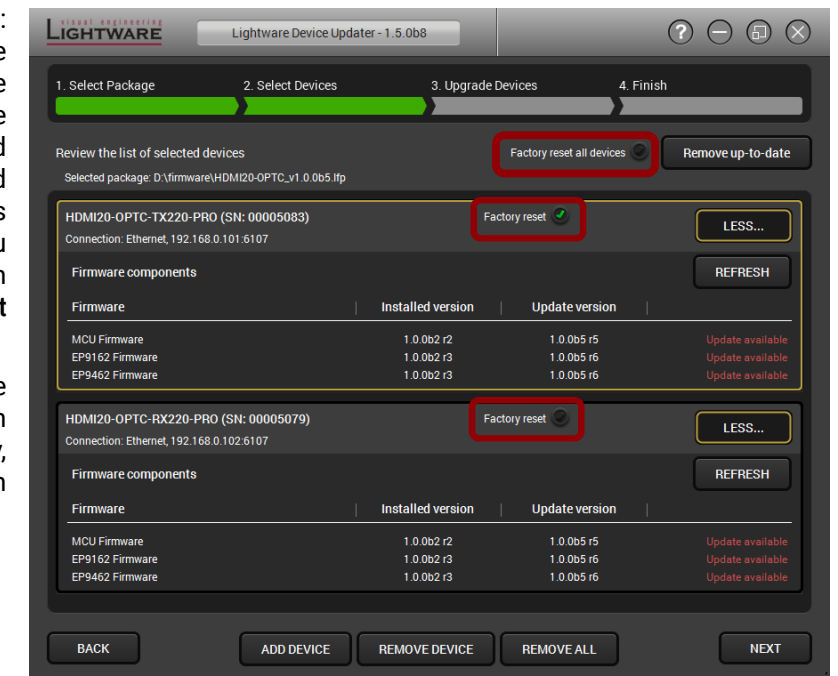 visual engineering
LIGHTWARE
Lightware Device Updater - 1.5.0b8
?
1. Select Package
2. Select Devices
3. Upgrade Devices
4. Finish
Review the list of selected devices
Factory reset all devices
Remove up-to-date
Selected package: D:\firmware\HDMI20-OPTC_v1.0.0b5.lfp
HDMI20-OPTC-TX220-PRO (SN: 00005083)
Factory reset
LESS...
Connection: Ethernet, 192.168.0.101:6107
Firmware components
REFRESH
Firmware | Installed version | Update version |
MCU Firmware 1.0.0b2 r2 1.0.0b5 r5 Update available
EP9162 Firmware 1.0.0b2 r3 1.0.0b5 r6 Update available
EP9462 Firmware 1.0.0b2 r3 1.0.0b5 r6 Update available
HDMI20-OPTC-RX220-PRO (SN: 00005079)
Factory reset
LESS...
Connection: Ethernet, 192.168.0.102:6107
Firmware components
REFRESH
Firmware | Installed version | Update version |
MCU Firmware 1.0.0b2 r2 1.0.0b5 r5 Update available
EP9162 Firmware 1.0.0b2 r3 1.0.0b5 r6 Update available
EP9462 Firmware 1.0.0b2 r3 1.0.0b5 r6 Update available
BACK
ADD DEVICE
REMOVE DEVICE
REMOVE ALL
NEXT